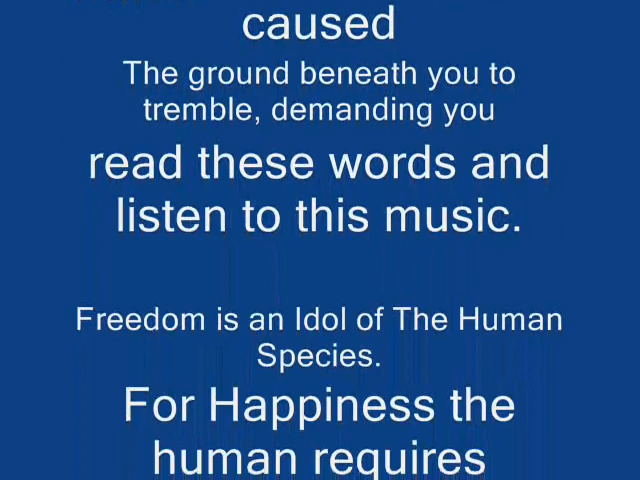 caused
The ground beneath you to
tremble, demanding you
read these words and
listen to this music.
Freedom is an Idol of The Human
Species.
For Happiness the
human requires